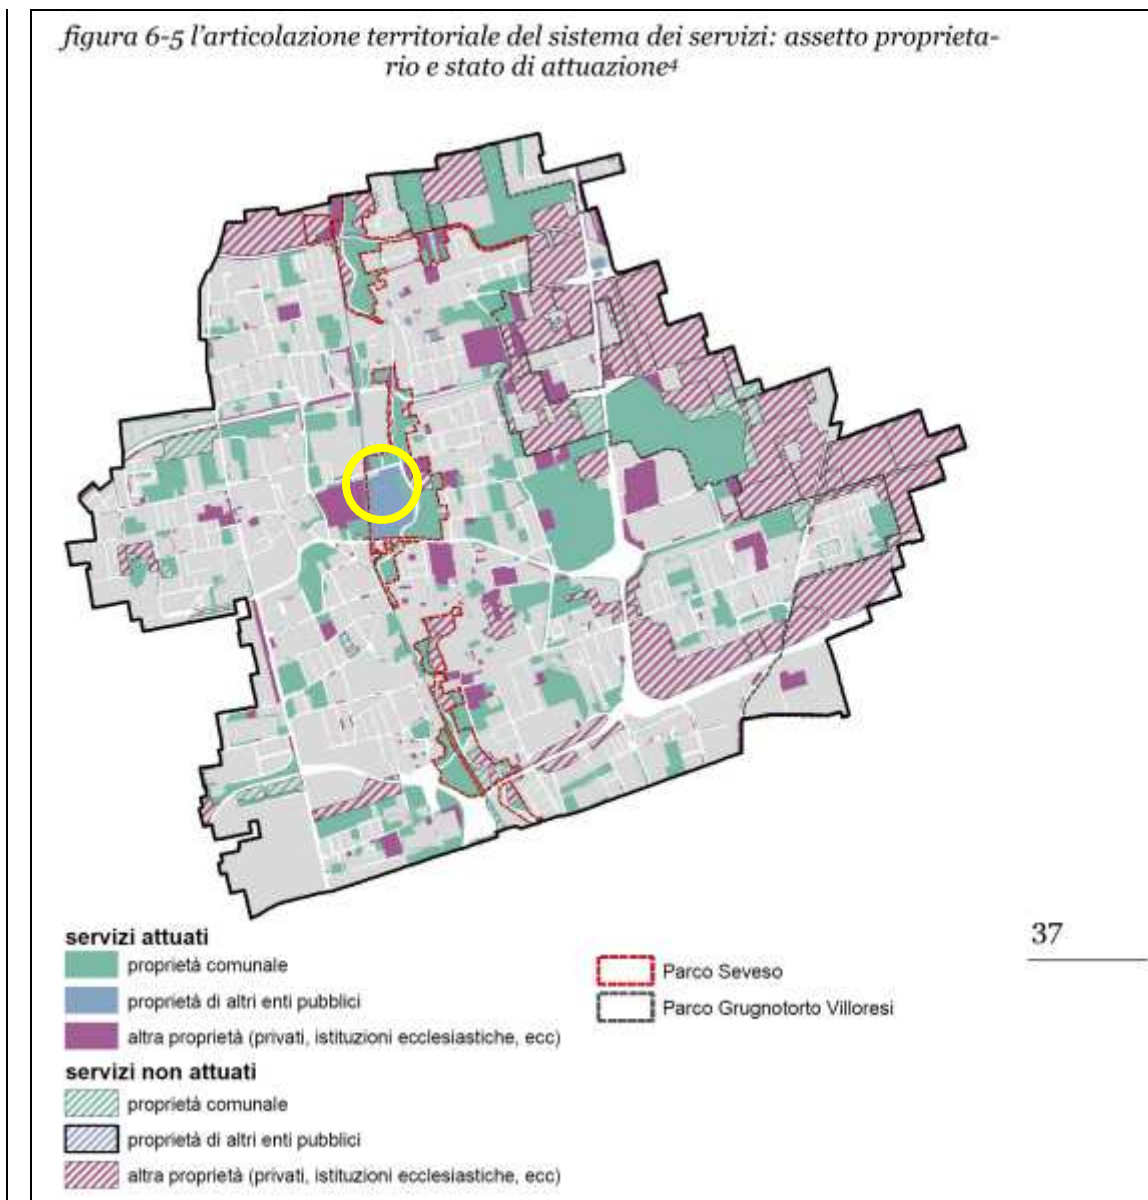 figura 6-5 l'articolazione territoriale del sistema dei servizi: assetto proprieta-
rio e stato di attuazione⁴
servizi attuati
proprietà comunale
proprietà di altri enti pubblici
altra proprietà (privati, istituzioni ecclesiastiche, ecc)
servizi non attuati
proprietà comunale
proprietà di altri enti pubblici
altra proprietà (privati, istituzioni ecclesiastiche, ecc)
Parco Seveso
Parco Grugnotorto Villoresi
37